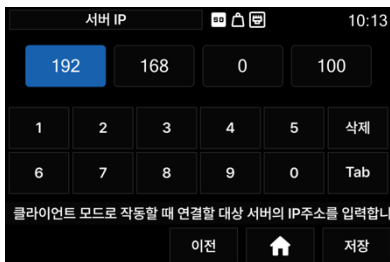 서버 IP 10:13
192 168 0 100
1 2 3 4 5 삭제
6 7 8 9 0 Tab
클라이언트 모드로 작동할 때 연결할 대상 서버의 IP주소를 입력합니
이전 저장